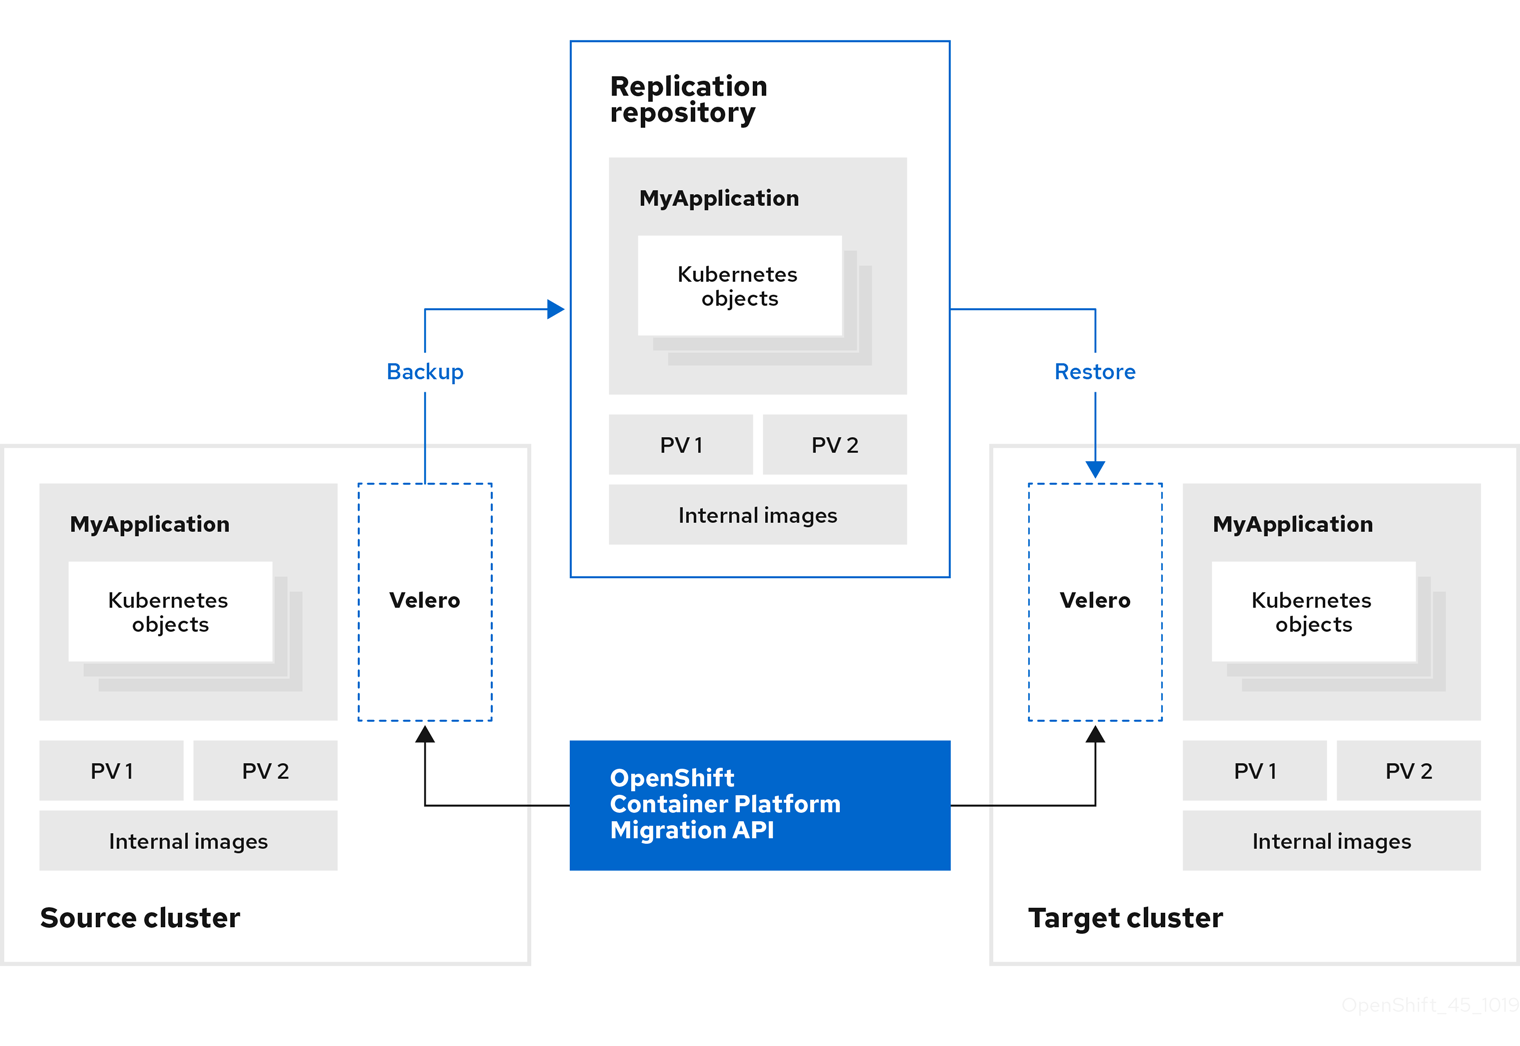 Replication
repository
MyApplication
Kubernetes
objects
PV 1
PV 2
Internal images
Backup
Restore
MyApplication
Kubernetes
objects
PV 1
PV 2
Internal images
Velero
Source cluster
OpenShift
Container Platform
Migration API
Velero
MyApplication
Kubernetes
objects
PV 1
PV 2
Internal images
Target cluster
OpenShift_45_1019